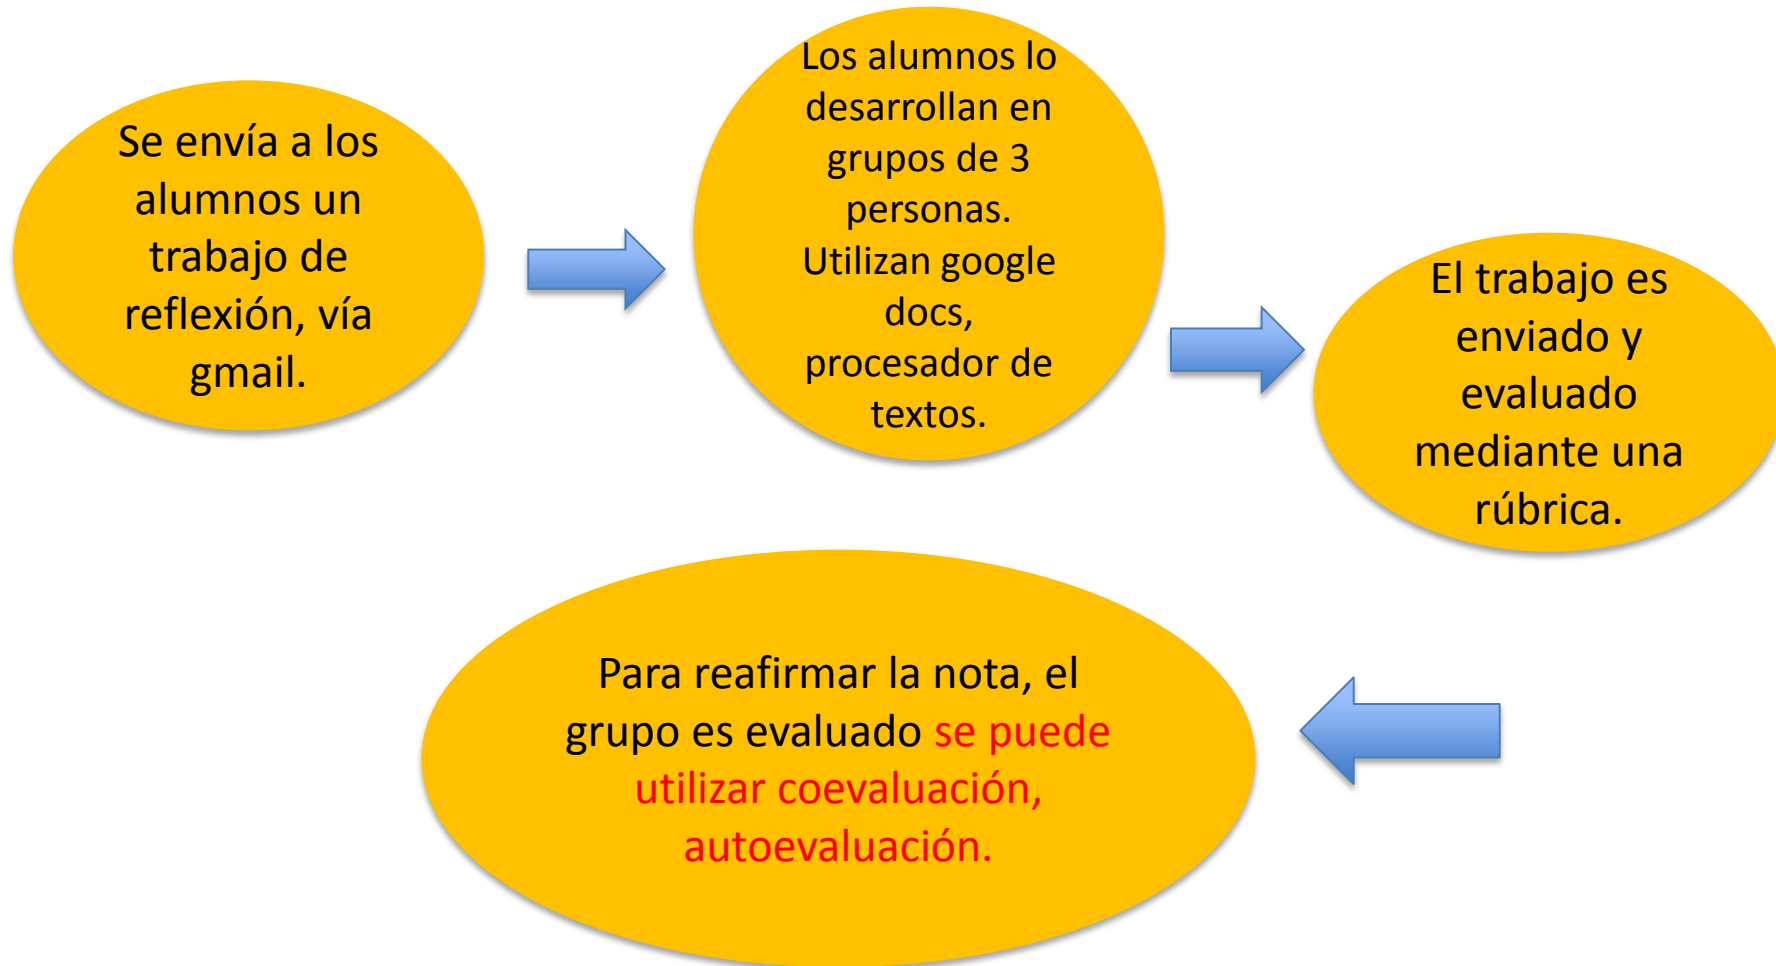 Se envía a los
alumnos un
trabajo de
reflexión, vía
gmail.
Los alumnos lo
desarrollan en
grupos de 3
personas.
Utilizan google
docs,
procesador de
textos.
El trabajo es
enviado y
evaluado
mediante una
rúbrica.
Para reafirmar la nota, el
grupo es evaluado se puede
utilizar coevaluación,
autoevaluación.